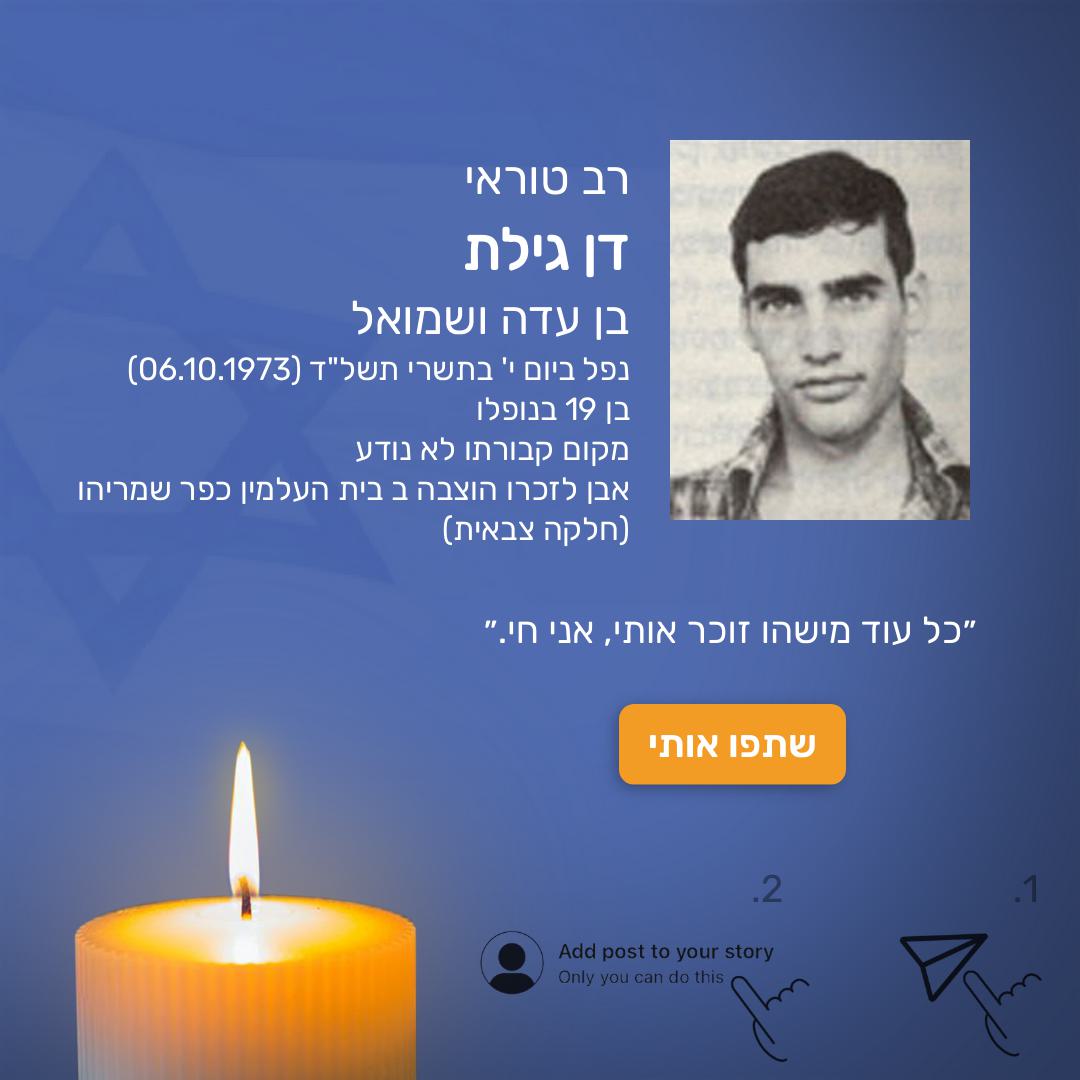 רב טוראי
דן גילת
בן עדה ושמואל
נפל ביום י' בתשרי תשל"ד (06.10.1973)
בן 19 בנופלו
מקום קבורתו לא נודע
אבן לזכרו הוצבה ב בית העלמין כפר שמריהו
(חלקה צבאית)
״כל עוד מישהו זוכר אותי, אני חי.״
שתפו אותי
1.
2.
Add post to your story
Only you can do this